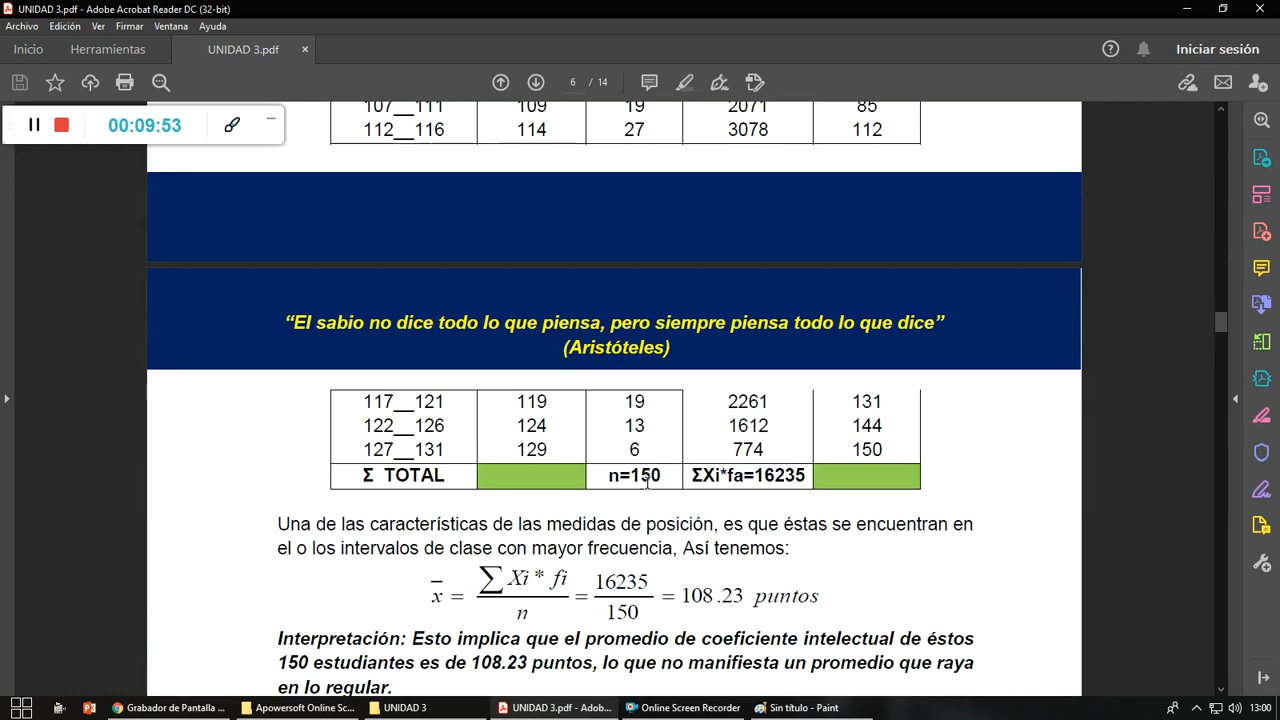 UNIDAD 3.pdf - Adobe Acrobat Reader DC (32-bit)
Archivo Edición Ver Firmar Ventana Ayuda
Inicio Herramientas UNIDAD 3.pdf × Iniciar sesión
6 / 14
00:09:53
107__111 109 19 2071 85
112__116 114 27 3078 112
“El sabio no dice todo lo que piensa, pero siempre piensa todo lo que dice”
(Aristóteles)
117__121 119 19 2261 131
122__126 124 13 1612 144
127__131 129 6 774 150
Σ TOTAL n=150 ΣXi*fa=16235
Una de las características de las medidas de posición, es que éstas se encuentran en
el o los intervalos de clase con mayor frecuencia, Así tenemos:
x̄ = ∑ Xi * fi / n = 16235 / 150 = 108.23 puntos
Interpretación: Esto implica que el promedio de coeficiente intelectual de éstos
150 estudiantes es de 108.23 puntos, lo que no manifiesta un promedio que raya
en lo regular.
Grabador de Pantalla ... Apowersoft Online Sc... UNIDAD 3 UNIDAD 3.pdf - Adob... Online Screen Recorder Sin título - Paint 13:00